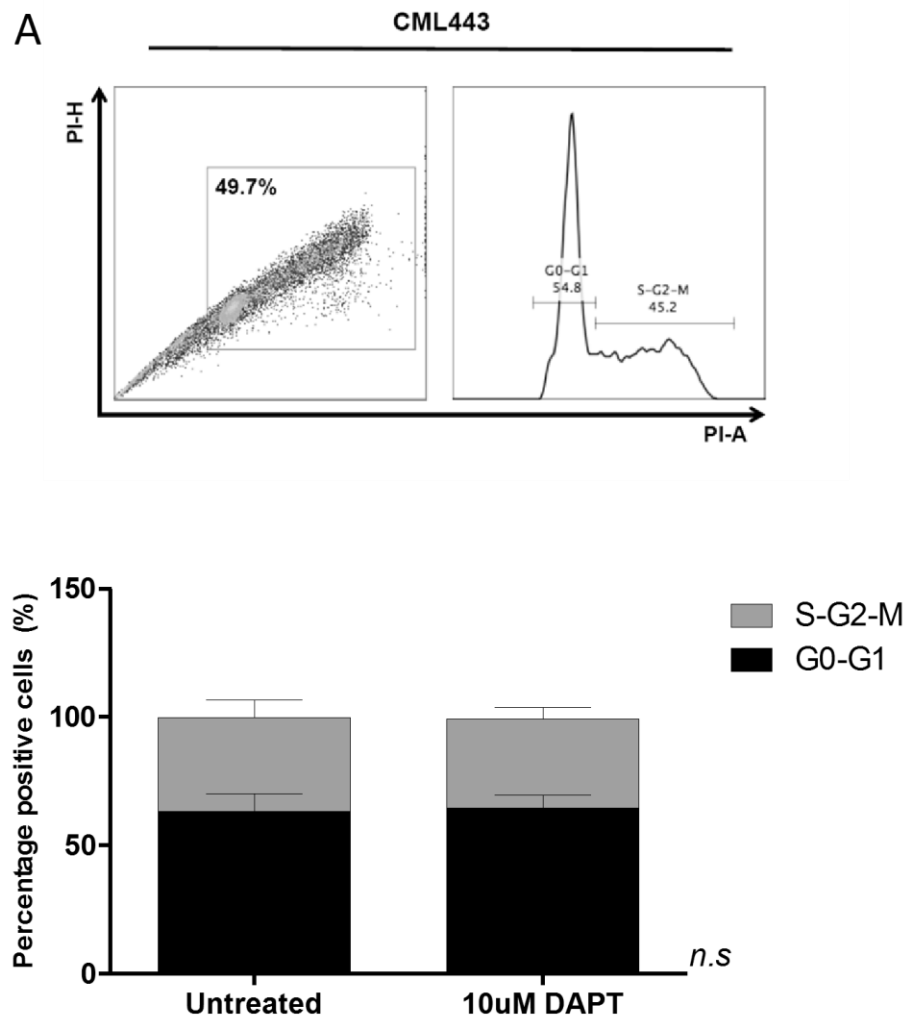 A
CML443
PI-H
49.7%
G0-G1
54.8
S-G2-M
45.2
PI-A
Percentage positive cells (%)
150
100
50
0
S-G2-M
G0-G1
n.s
Untreated
10uM DAPT